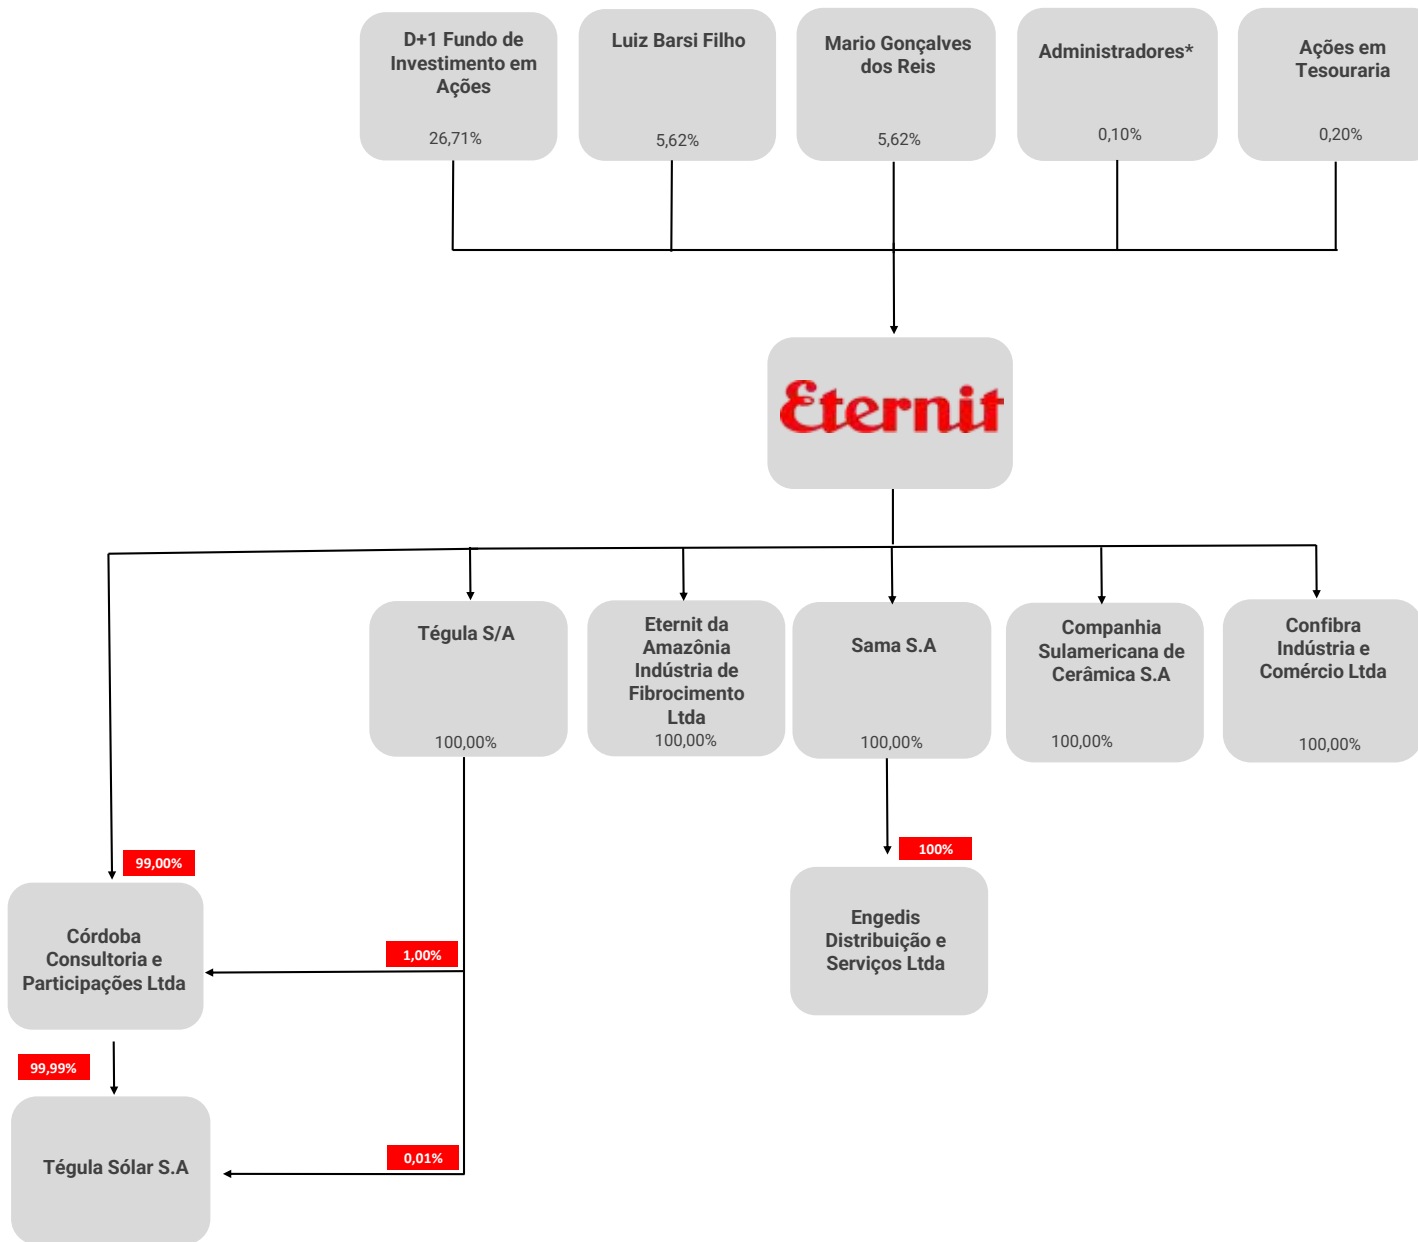 D+1 Fundo de
Investimento em
Ações
26,71%
Luiz Barsi Filho
5,62%
Mario Gonçalves
dos Reis
5,62%
Administradores*
0,10%
Ações em
Tesouraria
0,20%
Eternit
Tégula S/A
100,00%
Eternit da
Amazônia
Indústria de
Fibrocimento
Ltda
100,00%
Sama S.A
100,00%
Companhia
Sulamericana de
Cerâmica S.A
100,00%
Confibra
Indústria e
Comércio Ltda
100,00%
99,00%
100%
Córdoba
Consultoria e
Participações Ltda
1,00%
Engedis
Distribuição e
Serviços Ltda
99,99%
Tégula Sólar S.A
0,01%